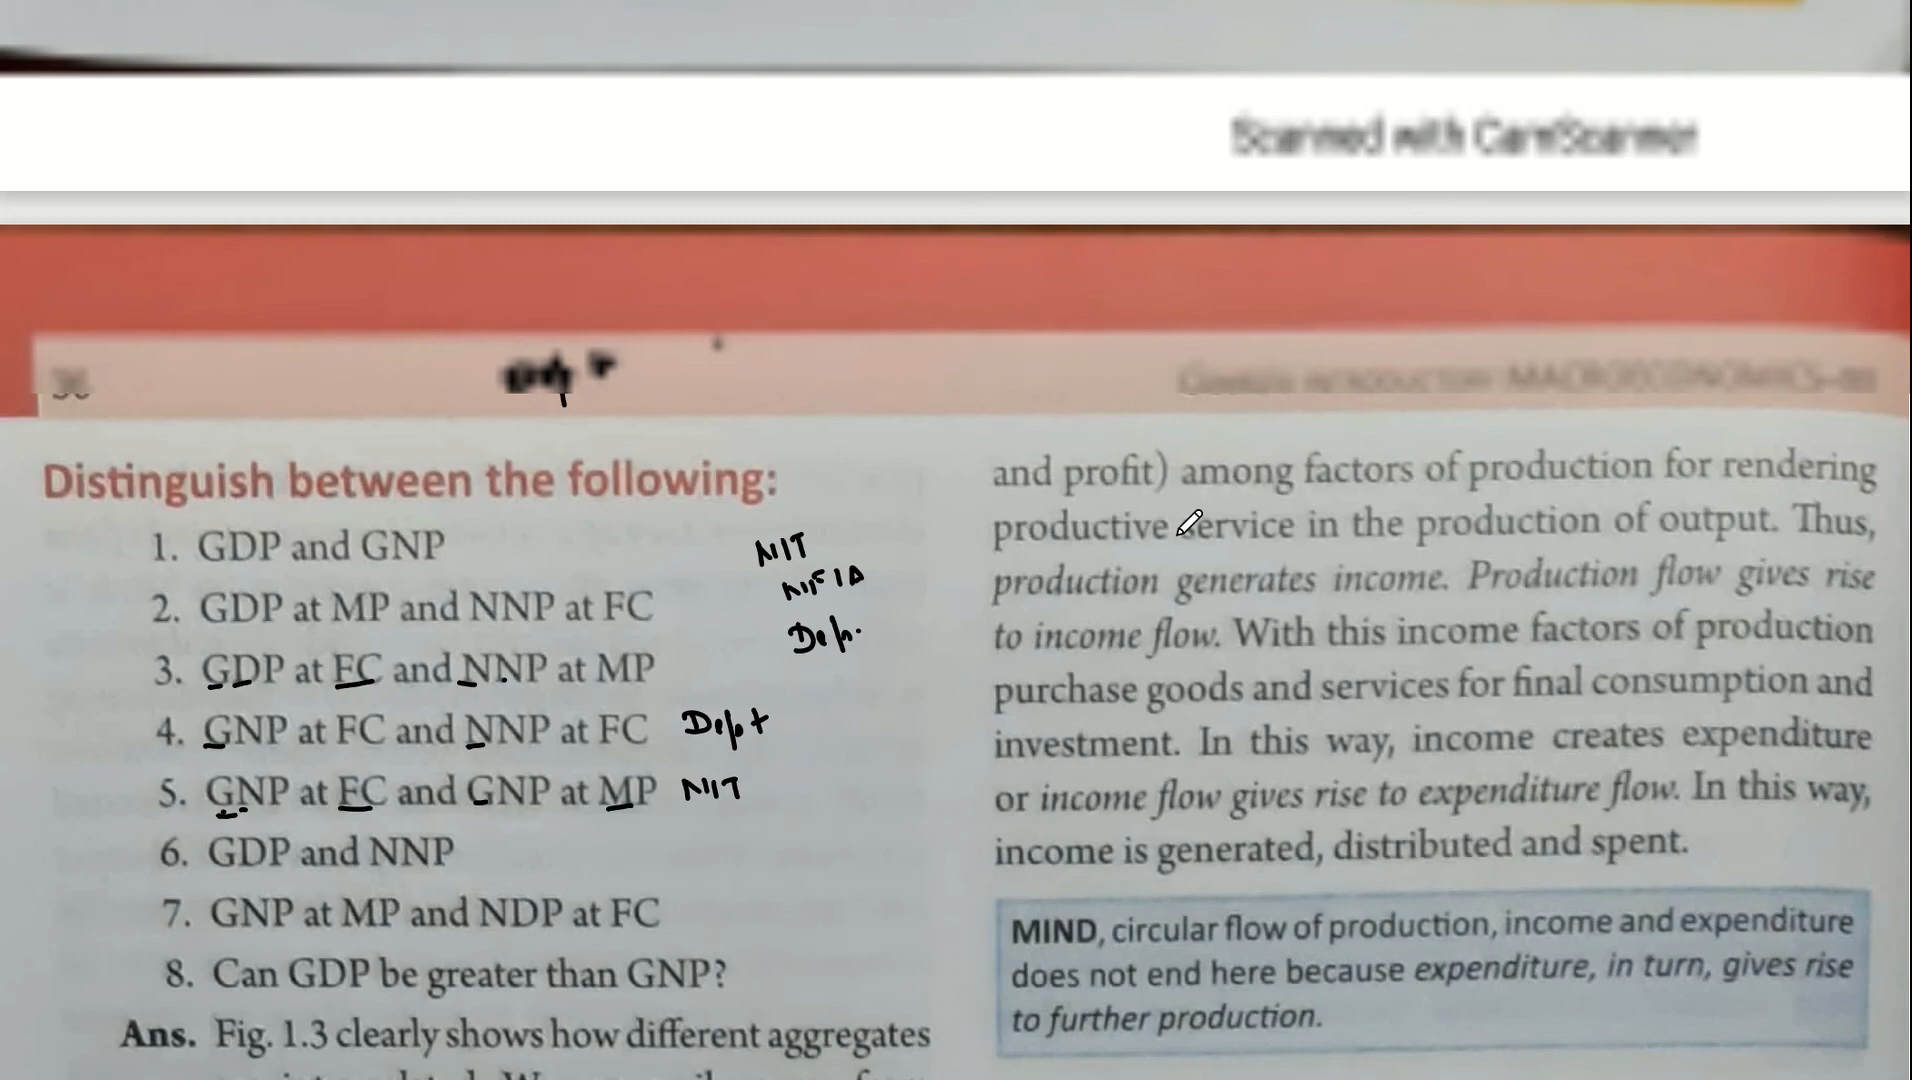 Scanned with CamScanner
36
INTRODUCTORY MACROECONOMICS–XII
Distinguish between the following:
1. GDP and GNP
NIT
2. GDP at MP and NNP at FC
NFIA
Dep.
3. GDP at FC and NNP at MP
4. GNP at FC and NNP at FC Dept
5. GNP at FC and GNP at MP NIT
6. GDP and NNP
7. GNP at MP and NDP at FC
8. Can GDP be greater than GNP?
Ans. Fig. 1.3 clearly shows how different aggregates
and profit) among factors of production for rendering
productive service in the production of output. Thus,
production generates income. Production flow gives rise
to income flow. With this income factors of production
purchase goods and services for final consumption and
investment. In this way, income creates expenditure
or income flow gives rise to expenditure flow. In this way,
income is generated, distributed and spent.
MIND, circular flow of production, income and expenditure
does not end here because expenditure, in turn, gives rise
to further production.